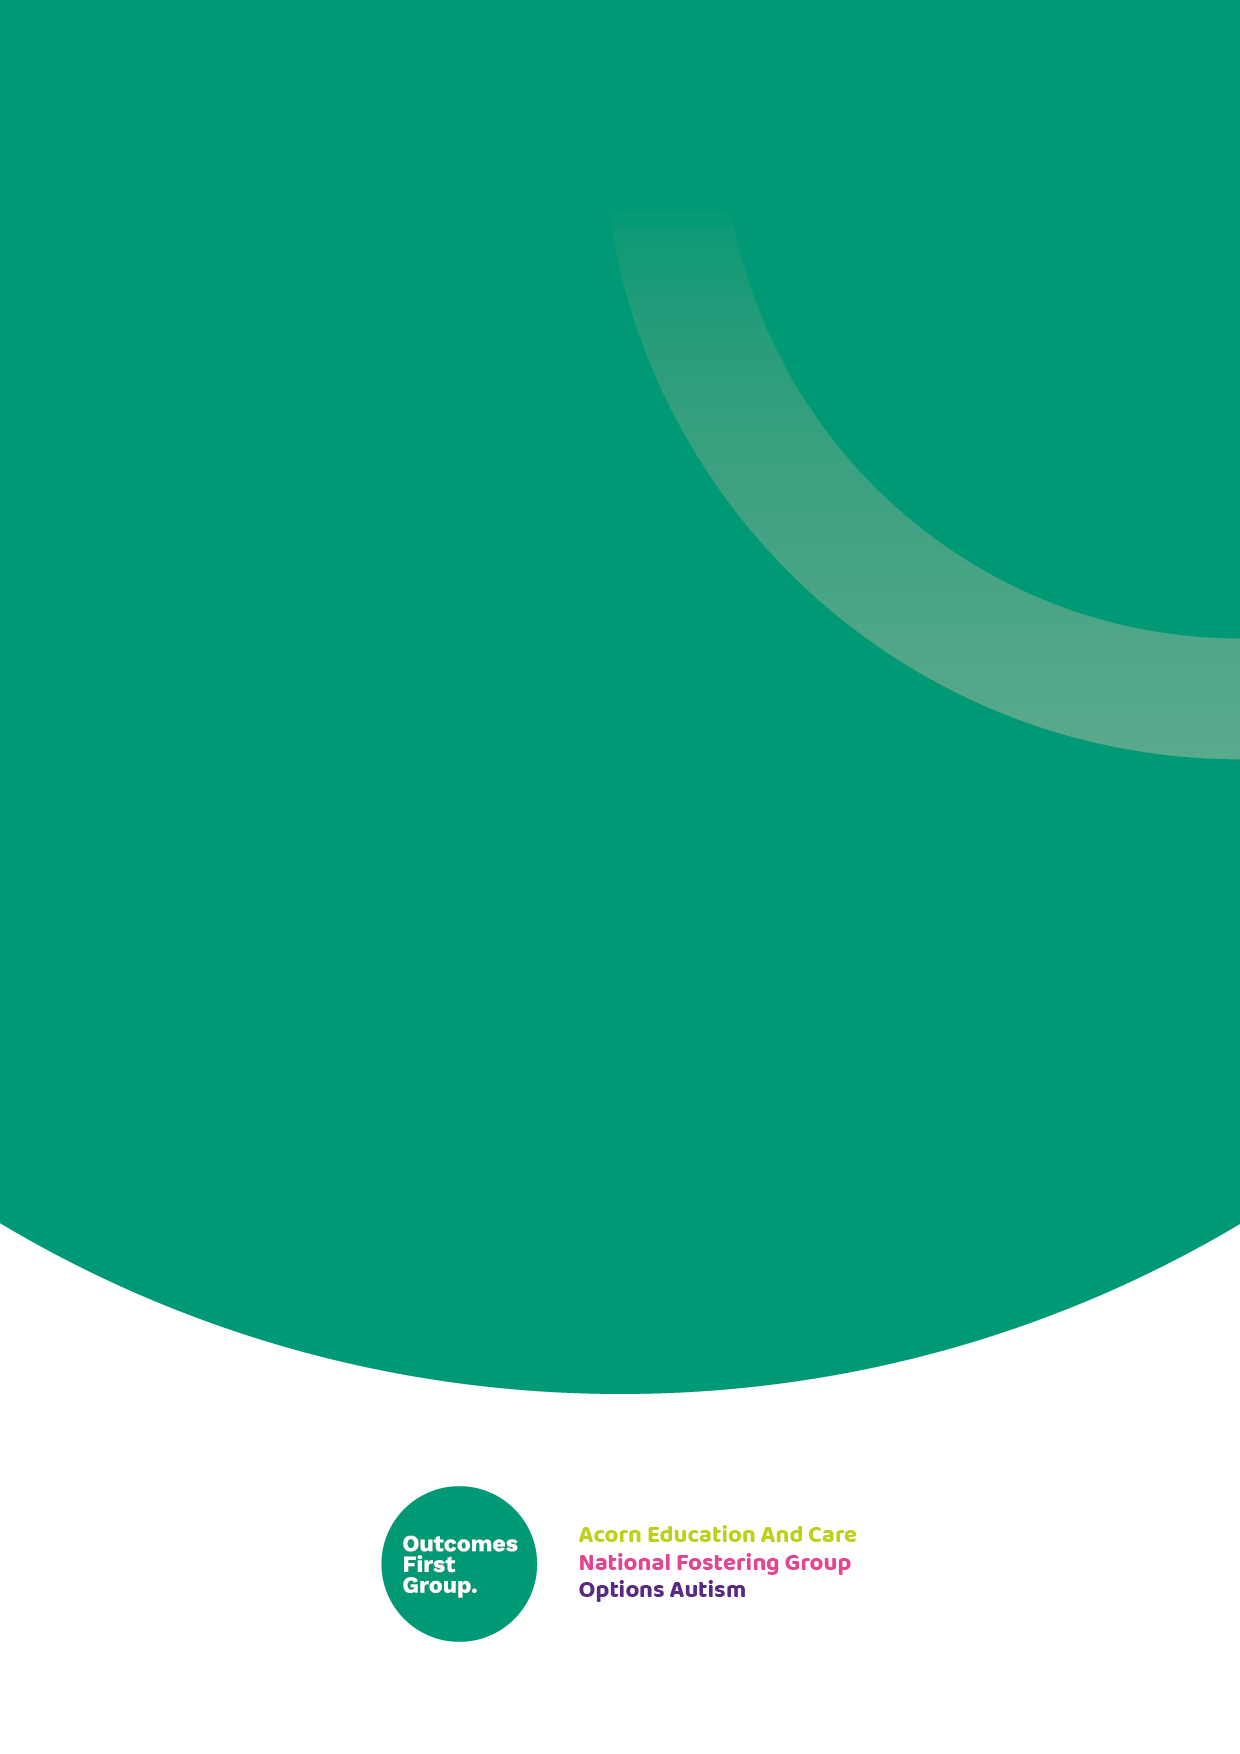 Outcomes
First
Group.
Acorn Education And Care
National Fostering Group
Options Autism